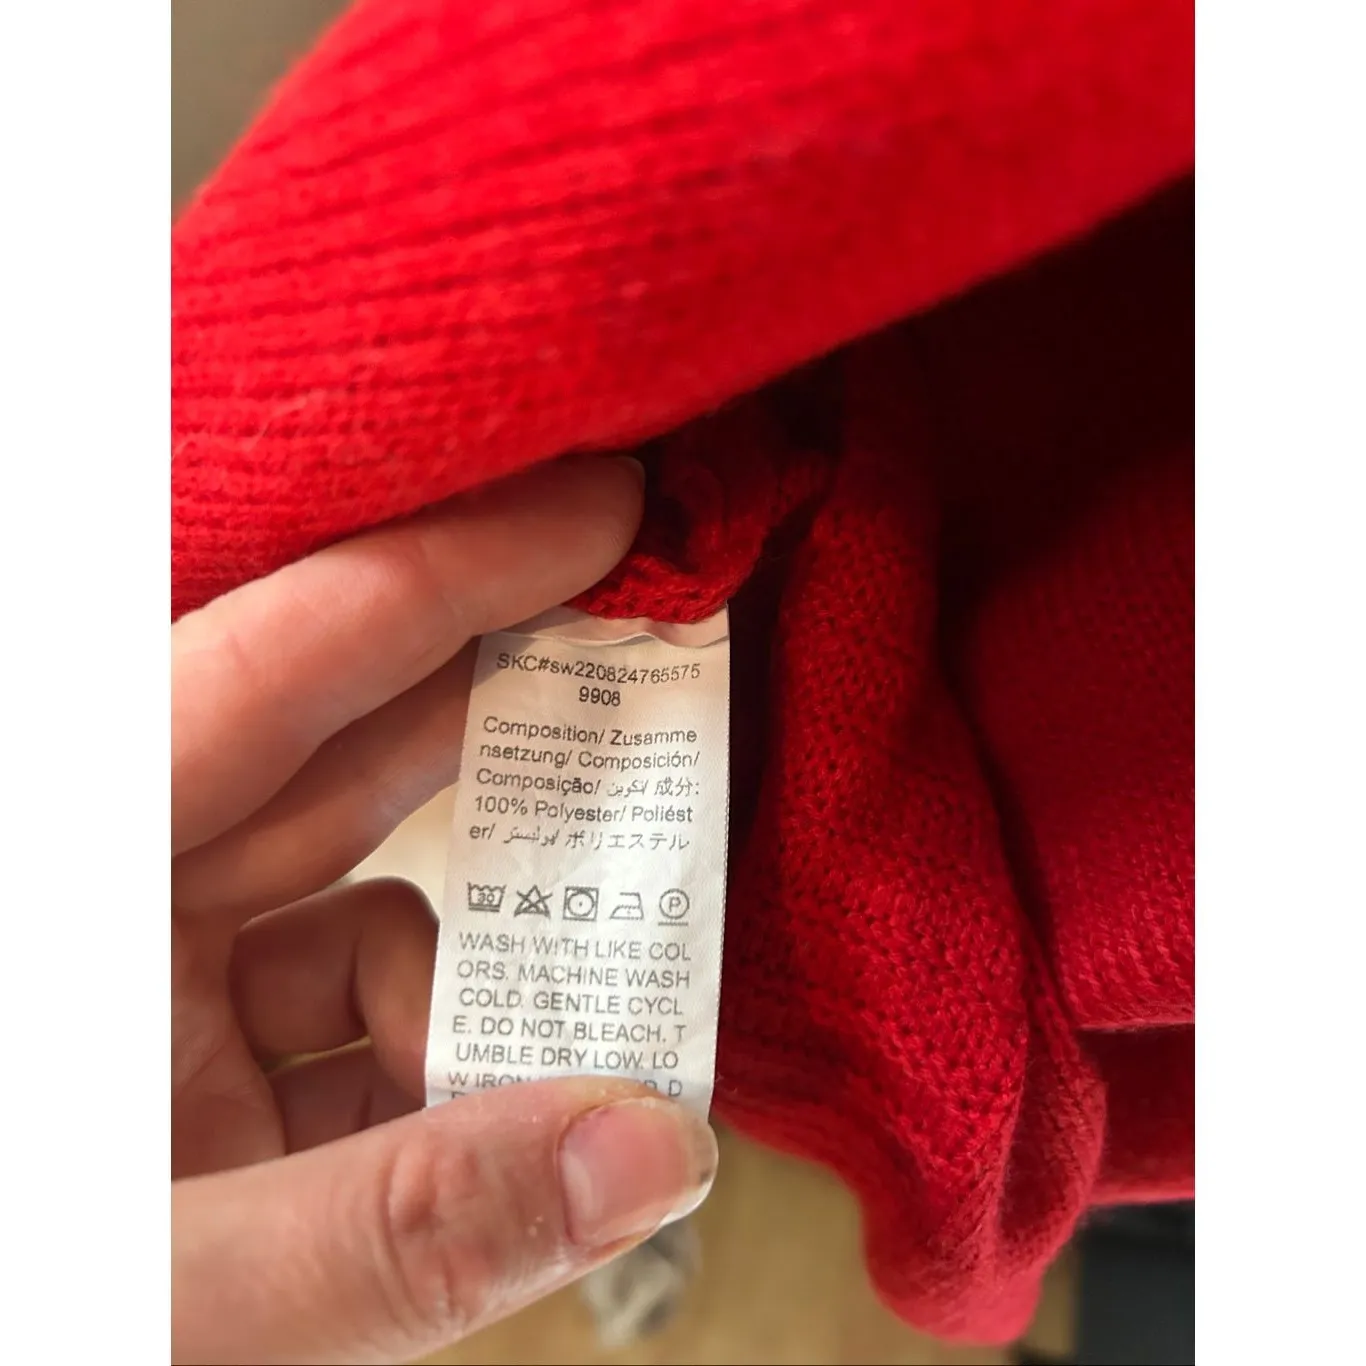 SKC#sw220824765575
9908
Composition/ Zusamme
nsetzung/ Composición/
Composição/ تكوين/ 成分:
100% Polyester/ Poliést
er/ بوليستر/ ポリエステル
30
P
WASH WITH LIKE COL
ORS. MACHINE WASH
COLD. GENTLE CYCL
E. DO NOT BLEACH. T
UMBLE DRY LOW. LO
W IRON